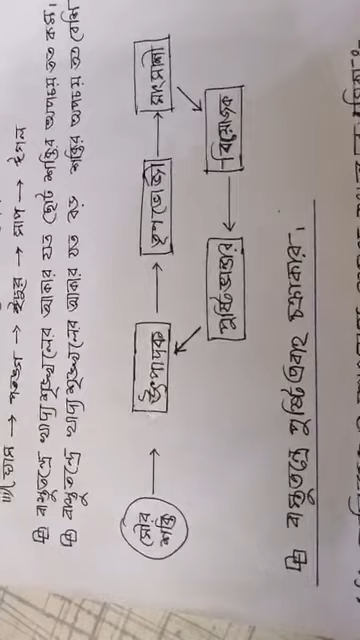 ঘাস → পতঙ্গ → ইঁদুর → সাপ → ঈগল
বাস্তুতন্ত্রে খাদ্যশৃঙ্খলের আকার যত ছোট শক্তির অপচয় তত কম।
বাস্তুতন্ত্রে খাদ্যশৃঙ্খলের আকার যত বড় শক্তির অপচয় তত বেশি
সৌর
শক্তি
উৎপাদক
তৃণভোজী
মাংসাশী
বিয়োজক
পুষ্টিভান্ডার
বাস্তুতন্ত্রে পুষ্টিপ্রবাহ চক্রাকার।